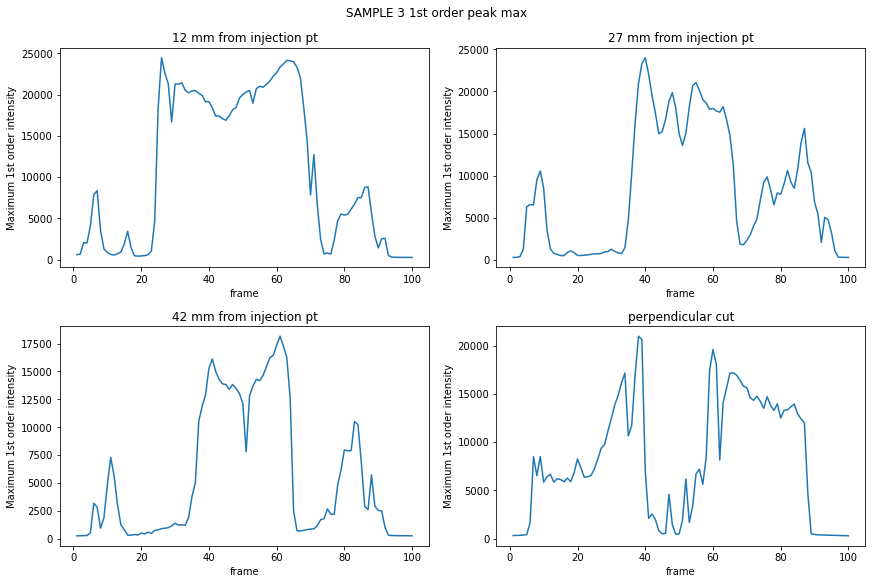 SAMPLE 3 1st order peak max
12 mm from injection pt
Maximum 1st order intensity
25000
20000
15000
10000
5000
0
0 20 40 60 80 100
frame
27 mm from injection pt
Maximum 1st order intensity
25000
20000
15000
10000
5000
0
0 20 40 60 80 100
frame
42 mm from injection pt
Maximum 1st order intensity
17500
15000
12500
10000
7500
5000
2500
0
0 20 40 60 80 100
frame
perpendicular cut
Maximum 1st order intensity
20000
15000
10000
5000
0
0 20 40 60 80 100
frame